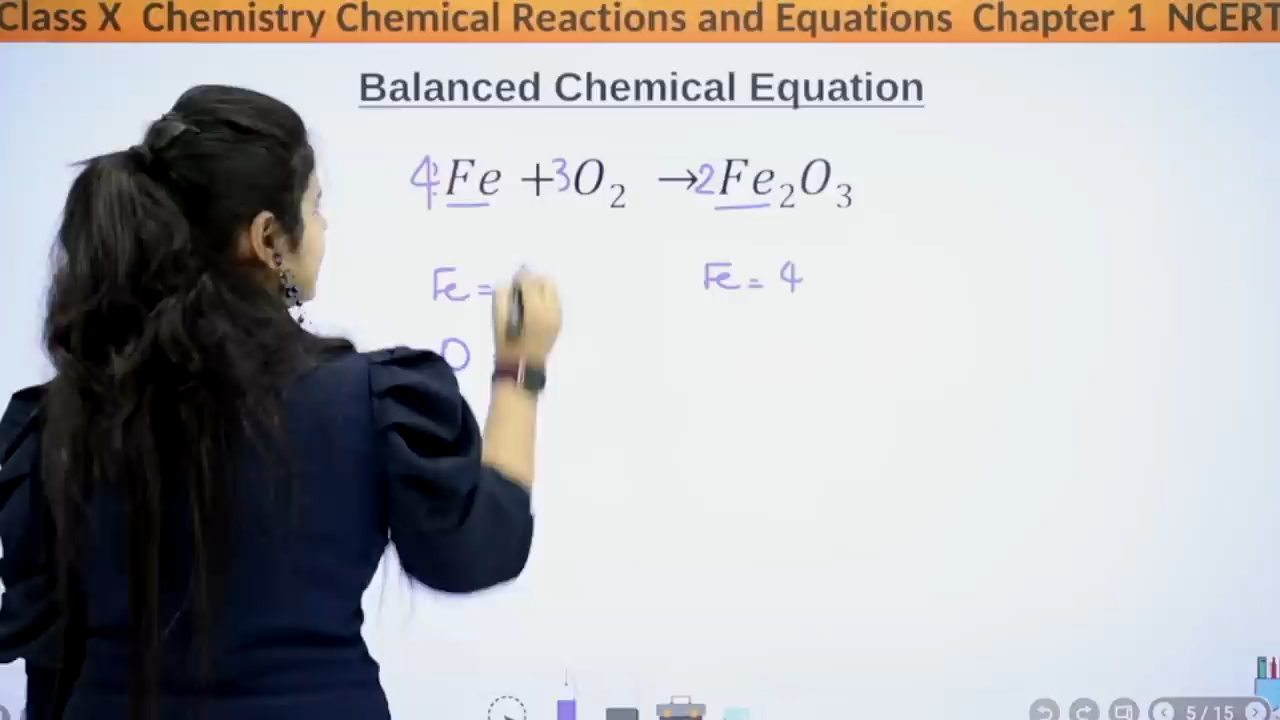 Class X Chemistry Chemical Reactions and Equations Chapter 1 NCERT
Balanced Chemical Equation
4Fe + 3O₂ → 2Fe₂O₃
Fe = Fe = 4
O
5 / 15